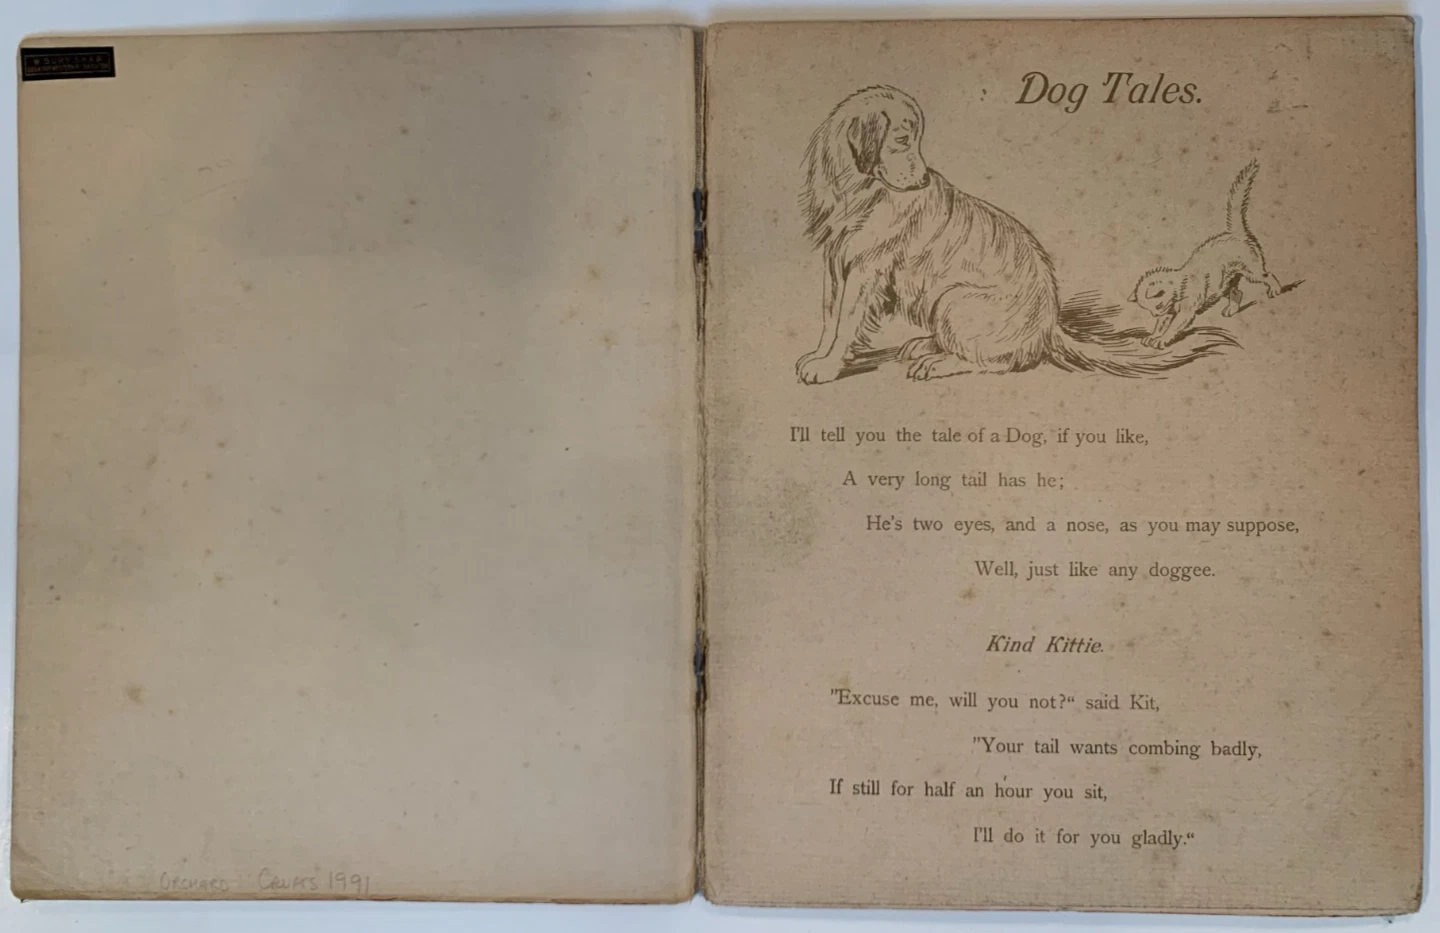 Dog Tales.
I'll tell you the tale of a Dog, if you like,
A very long tail has he;
He's two eyes, and a nose, as you may suppose,
Well, just like any doggee.
Kind Kittie.
"Excuse me, will you not?“ said Kit,
"Your tail wants combing badly,
If still for half an hour you sit,
I'll do it for you gladly.“
1991